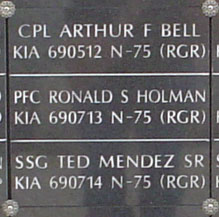 CPL ARTHUR F BELL
KIA 690512 N-75 (RGR)
PFC RONALD S HOLMAN
KIA 690713 N-75 (RGR)
SSG TED MENDEZ SR
KIA 690714 N-75 (RGR)